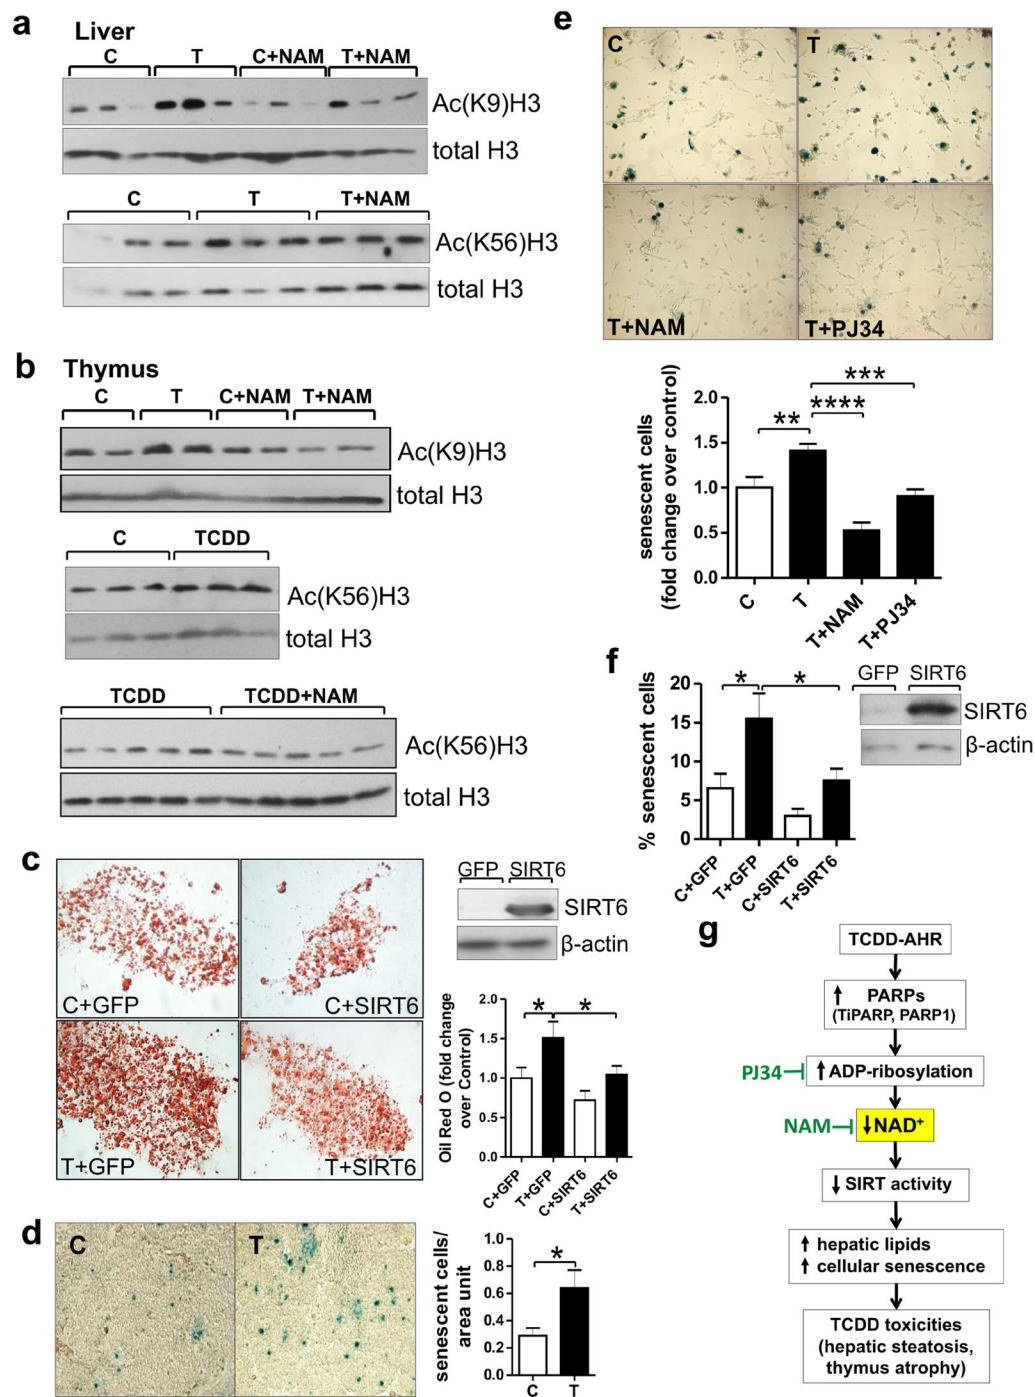 a
Liver
C T C+NAM T+NAM
Ac(K9)H3
total H3
C T T+NAM
Ac(K56)H3
total H3
b
Thymus
C T C+NAM T+NAM
Ac(K9)H3
total H3
C TCDD
Ac(K56)H3
total H3
TCDD TCDD+NAM
Ac(K56)H3
total H3
c
C+GFP C+SIRT6
T+GFP T+SIRT6
GFP SIRT6
SIRT6
β-actin
Oil Red O (fold change
over Control)
2.0
1.5
1.0
0.5
0.0
* *
C+GFP T+GFP C+SIRT6 T+SIRT6
d
C T
senescent cells/
area unit
1.0
0.8
0.6
0.4
0.2
0.0
*
C T
e
C T
T+NAM T+PJ34
senescent cells
(fold change over control)
2.0
1.5
1.0
0.5
0.0
***
** ****
C T T+NAM T+PJ34
f
% senescent cells
20
15
10
5
0
* *
C+GFP T+GFP C+SIRT6 T+SIRT6
GFP SIRT6
SIRT6
β-actin
g
TCDD-AHR
↑ PARPs
(TiPARP, PARP1)
PJ34 ↑ ADP-ribosylation
NAM ↓ NAD⁺
↓ SIRT activity
↑ hepatic lipids
↑ cellular senescence
TCDD toxicities
(hepatic steatosis,
thymus atrophy)